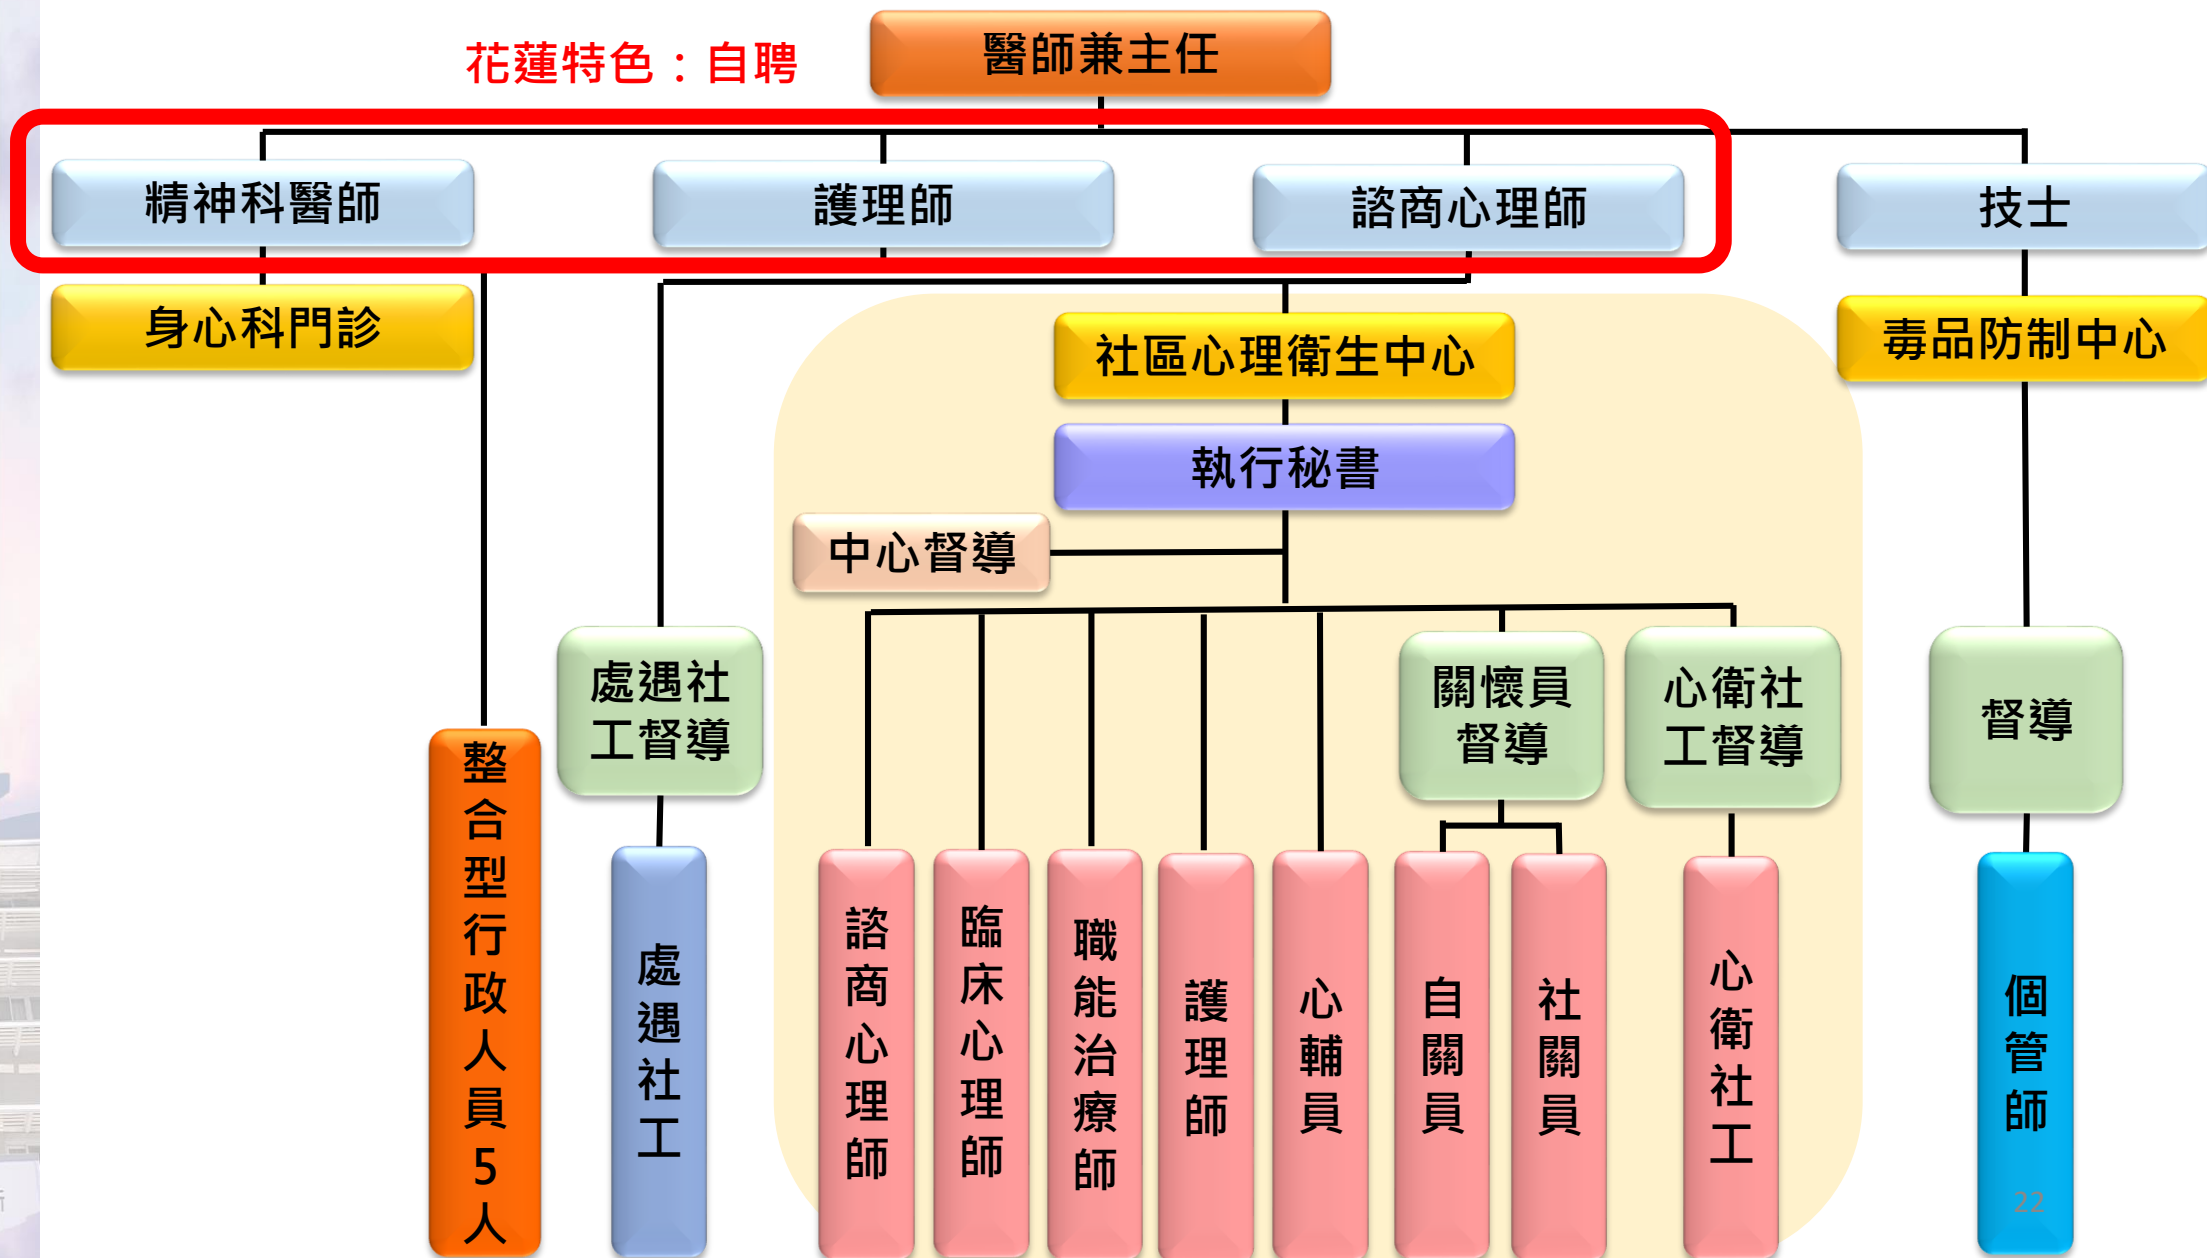 花蓮特色：自聘
醫師兼主任
精神科醫師
護理師
諮商心理師
技士
身心科門診
社區心理衛生中心
毒品防制中心
執行秘書
中心督導
處遇社
工督導
關懷員
督導
心衛社
工督導
督導
整合型行政人員5人
處遇社工
諮商心理師
臨床心理師
職能治療師
護理師
心輔員
自關員
社關員
心衛社工
個管師
22